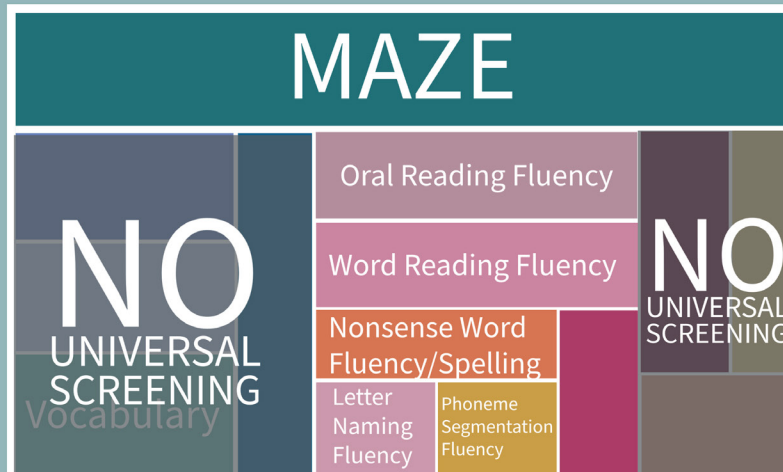 MAZE
NO
UNIVERSAL
SCREENING
Vocabulary
Oral Reading Fluency
Word Reading Fluency
Nonsense Word
Fluency/Spelling
Letter
Naming
Fluency
Phoneme
Segmentation
Fluency
NO
UNIVERSAL
SCREENING